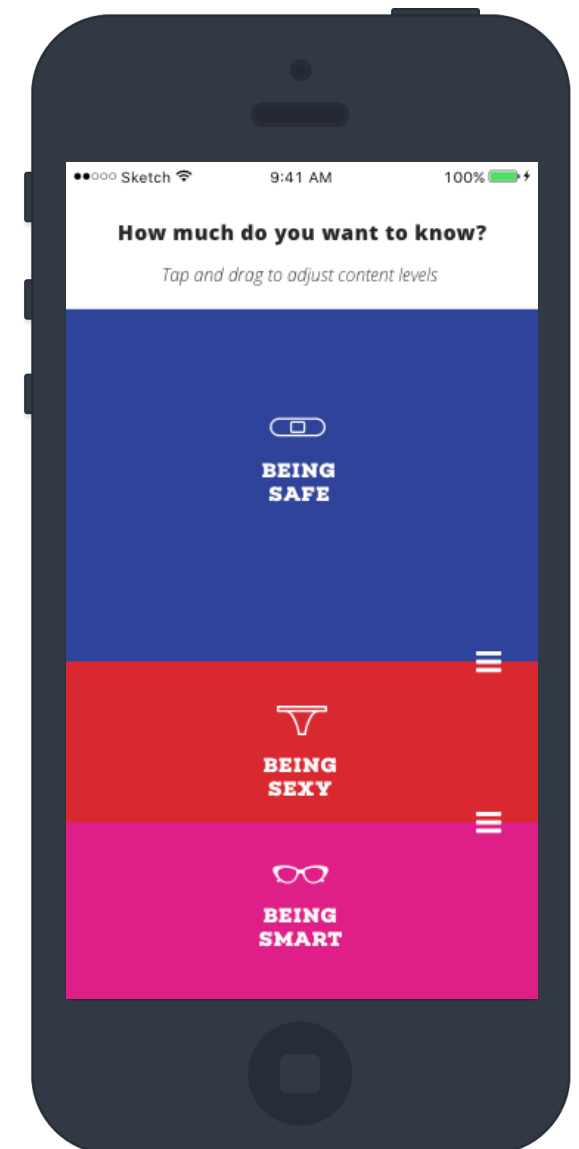 Sketch 9:41 AM 100%
How much do you want to know?
Tap and drag to adjust content levels
BEING
SAFE
BEING
SEXY
BEING
SMART